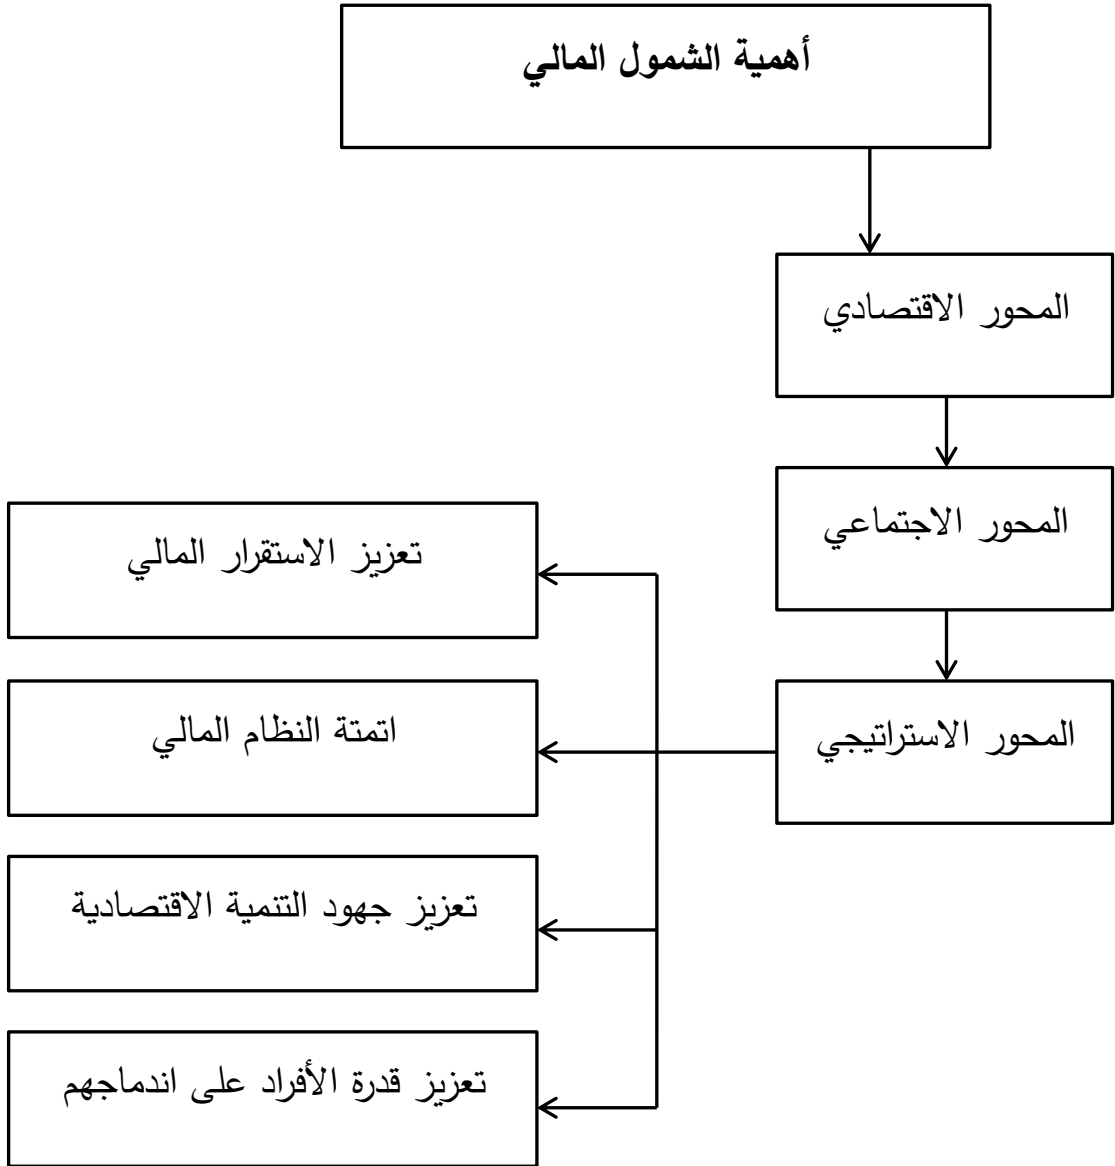 أهمية الشمول المالي
المحور الاقتصادي
المحور الاجتماعي
المحور الاستراتيجي
تعزيز الاستقرار المالي
اتمتة النظام المالي
تعزيز جهود التنمية الاقتصادية
تعزيز قدرة الأفراد على اندماجهم